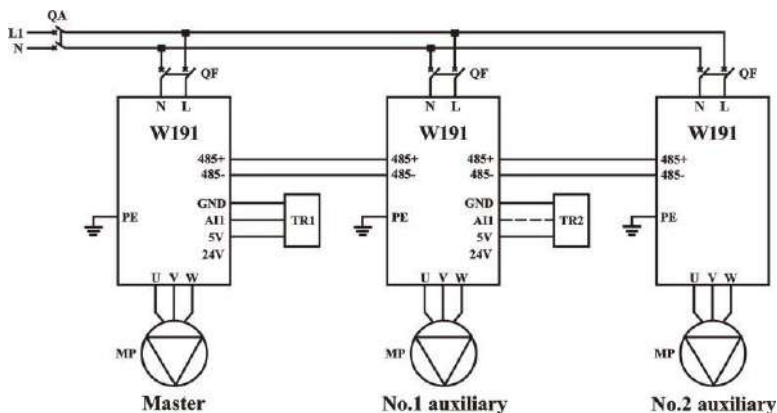 QA
L1
N
QF QF QF
N L N L N L
W191 W191 W191
485+ 485+ 485+ 485+
485- 485- 485- 485-
GND GND
PE AI1 TR1 PE AI1 TR2 PE
5V 5V
24V 24V
U V W U V W U V W
MP MP MP
Master No.1 auxiliary No.2 auxiliary